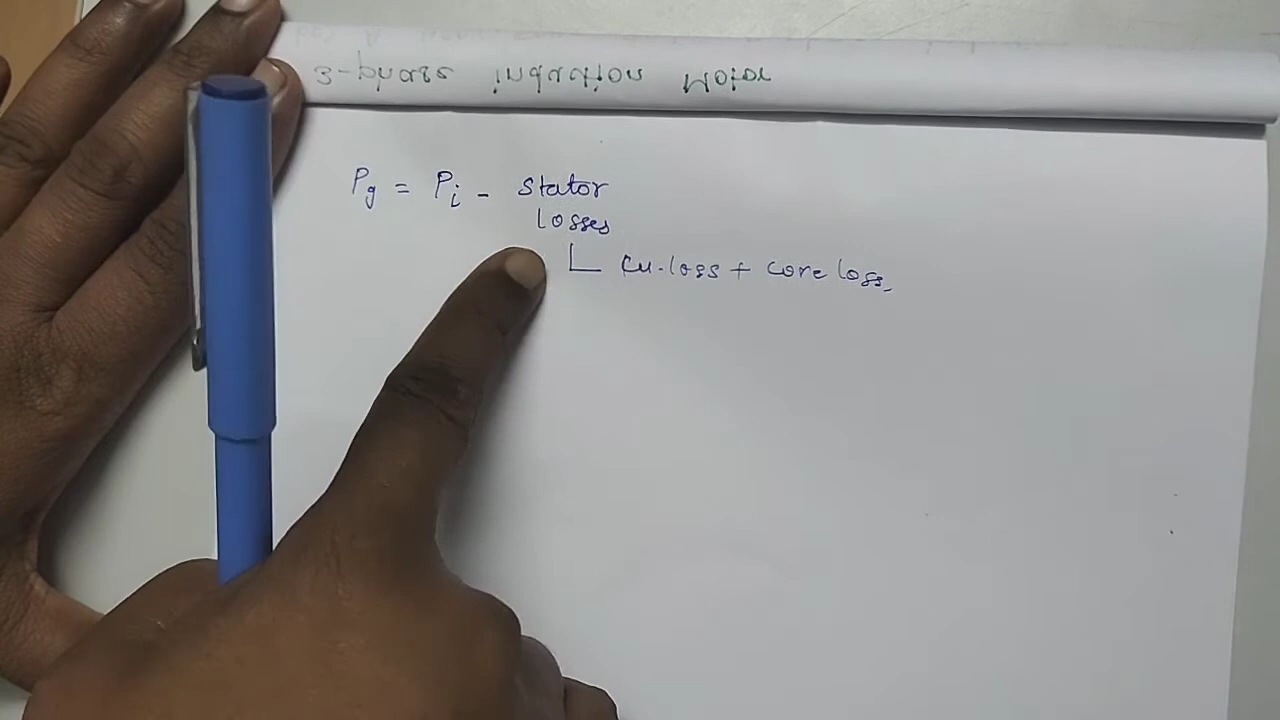 3-phase induction Motor
Pg = Pi - Stator
losses
Cu.loss + core loss,